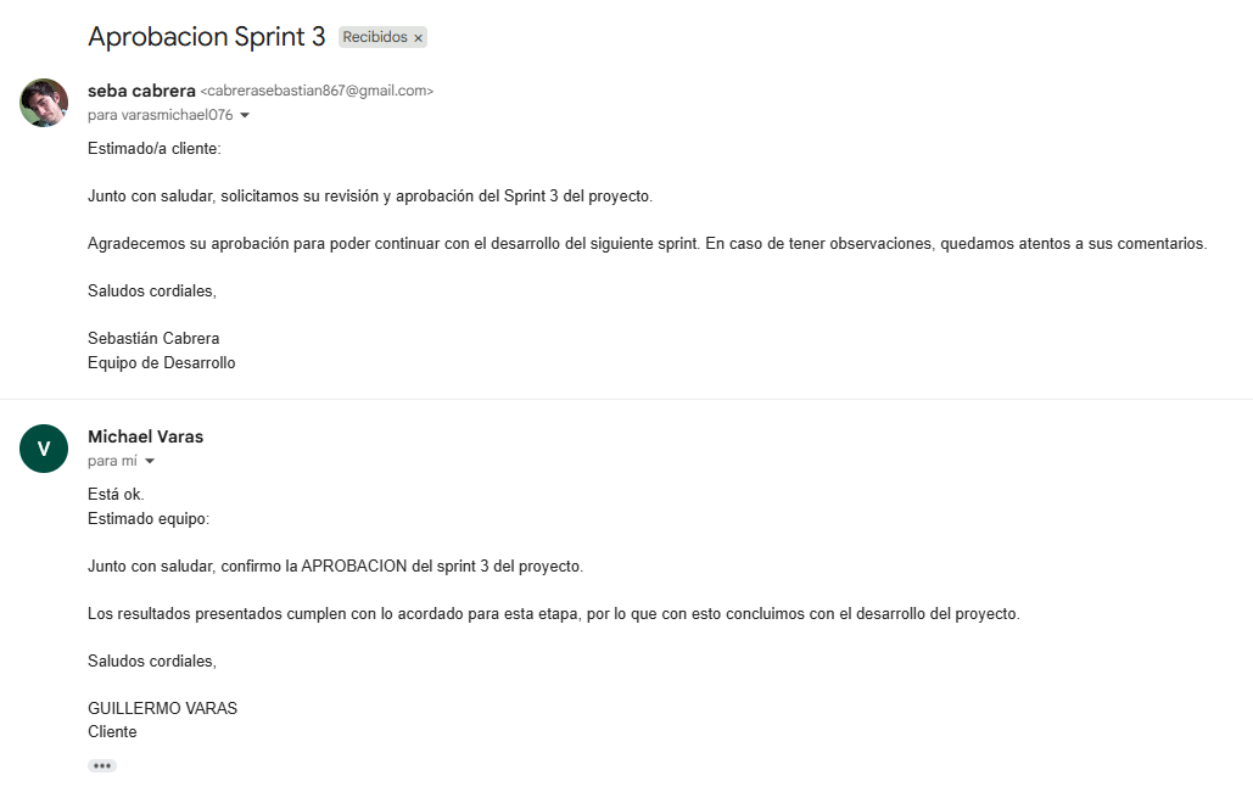 Aprobacion Sprint 3 Recibidos ×
seba cabrera <cabrerasebastian867@gmail.com>
para varasmichael076
Estimado/a cliente:
Junto con saludar, solicitamos su revisión y aprobación del Sprint 3 del proyecto.
Agradecemos su aprobación para poder continuar con el desarrollo del siguiente sprint. En caso de tener observaciones, quedamos atentos a sus comentarios.
Saludos cordiales,
Sebastián Cabrera
Equipo de Desarrollo
V
Michael Varas
para mí
Está ok.
Estimado equipo:
Junto con saludar, confirmo la APROBACION del sprint 3 del proyecto.
Los resultados presentados cumplen con lo acordado para esta etapa, por lo que con esto concluimos con el desarrollo del proyecto.
Saludos cordiales,
GUILLERMO VARAS
Cliente